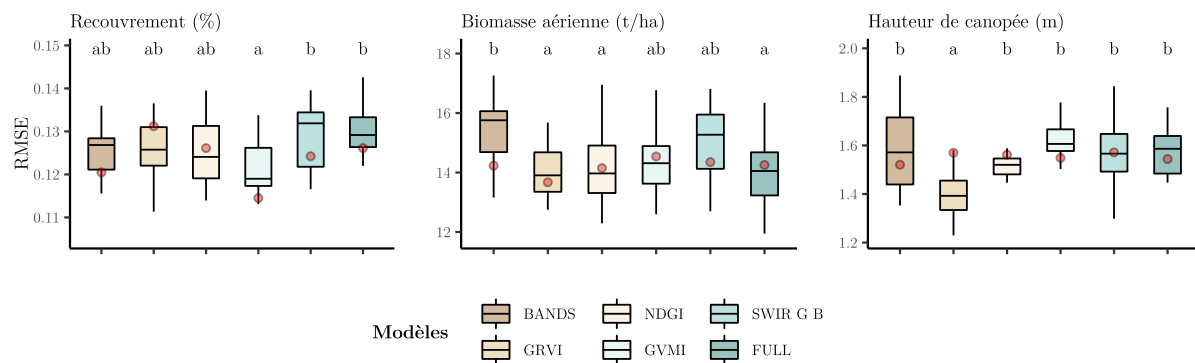 Recouvrement (%)
Biomasse aérienne (t/ha)
Hauteur de canopée (m)
RMSE
0.15
0.14
0.13
0.12
0.11
ab ab ab a b b
18
16
14
12
b a a ab ab a
2.0
1.8
1.6
1.4
1.2
b a b b b b
Modèles
BANDS NDGI SWIR G B
GRVI GVMI FULL